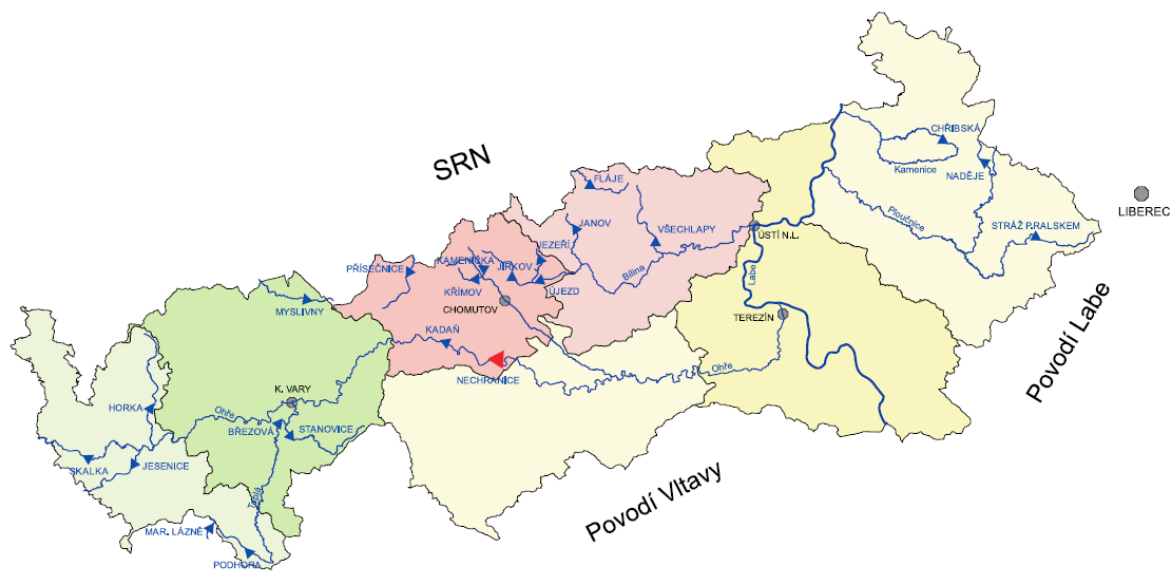 CHŘIBSKÁ
SRN
Kamenice
NADĚJE
FLÁJE
LIBEREC
Ploučnice
JANOV
VŠECHLAPY
ÚSTÍ N.L.
STRÁŽ P.RALSKEM
JEZEŘÍ
KAMENIČKA
JIRKOV
PŘÍSEČNICE
Bílina
Labe
KŘÍMOV
ÚJEZD
MYSLIVNY
CHOMUTOV
TEREZÍN
KADAŇ
Povodí Labe
NECHRANICE
Ohře
K. VARY
HORKA
Ohře
BŘEZOVÁ
STANOVICE
SKALKA
JESENICE
Povodí Vltavy
Teplá
MAR. LÁZNĚ
PODHORA